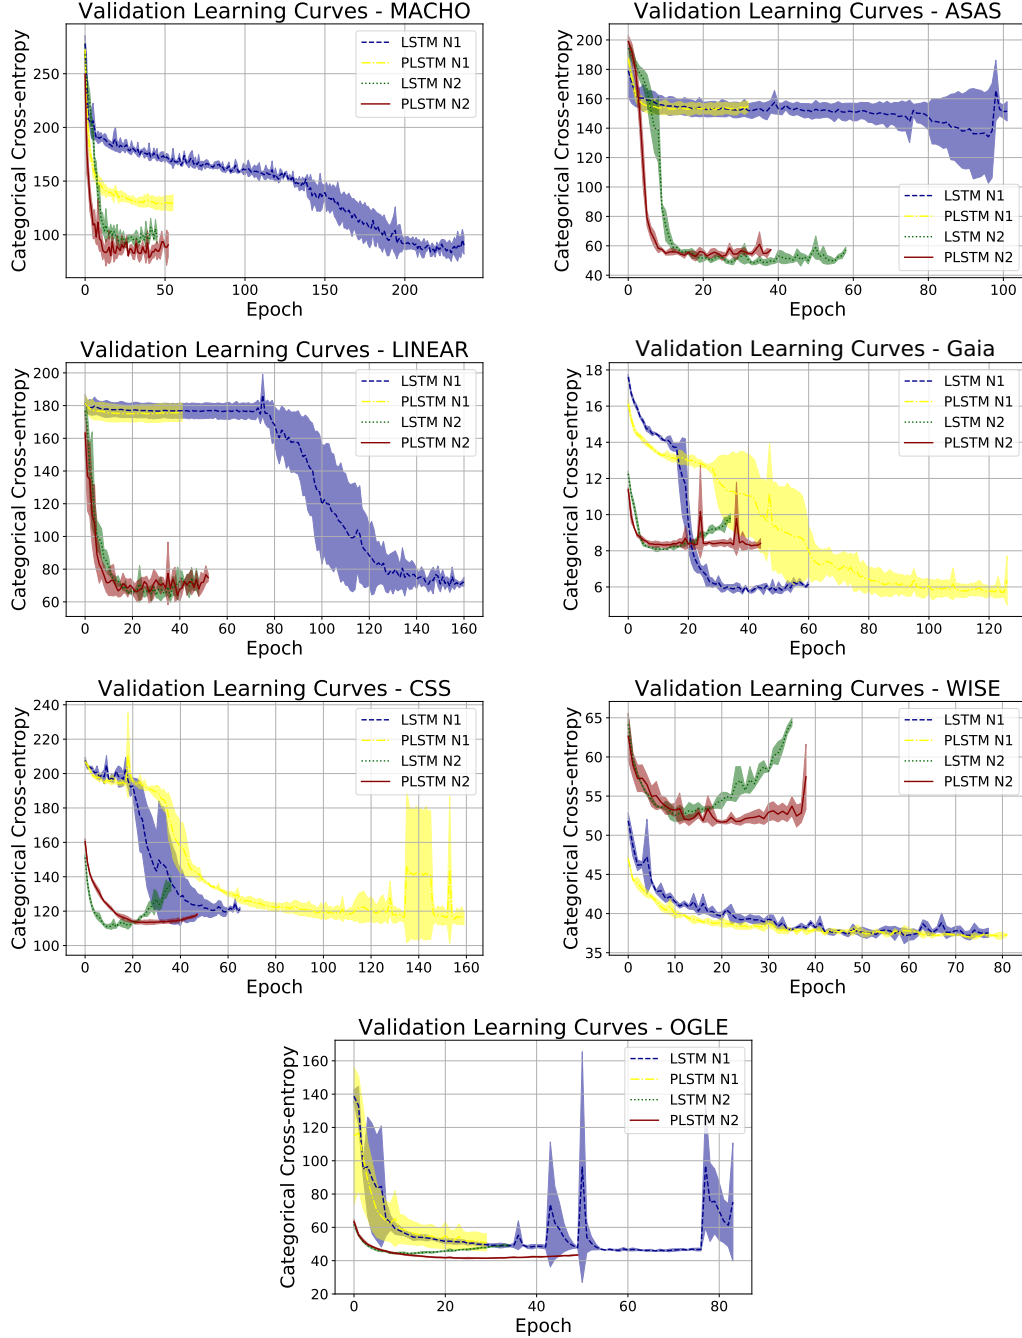 Validation Learning Curves - MACHO
Categorical Cross-entropy
250
200
150
100
0
50
100
150
200
Epoch
LSTM N1
PLSTM N1
LSTM N2
PLSTM N2
Validation Learning Curves - ASAS
Categorical Cross-entropy
200
180
160
140
120
100
80
60
40
0
20
40
60
80
100
Epoch
LSTM N1
PLSTM N1
LSTM N2
PLSTM N2
Validation Learning Curves - LINEAR
Categorical Cross-entropy
200
180
160
140
120
100
80
60
0
20
40
60
80
100
120
140
160
Epoch
LSTM N1
PLSTM N1
LSTM N2
PLSTM N2
Validation Learning Curves - Gaia
Categorical Cross-entropy
18
16
14
12
10
8
6
0
20
40
60
80
100
120
Epoch
LSTM N1
PLSTM N1
LSTM N2
PLSTM N2
Validation Learning Curves - CSS
Categorical Cross-entropy
240
220
200
180
160
140
120
100
0
20
40
60
80
100
120
140
160
Epoch
LSTM N1
PLSTM N1
LSTM N2
PLSTM N2
Validation Learning Curves - WISE
Categorical Cross-entropy
65
60
55
50
45
40
35
0
10
20
30
40
50
60
70
80
Epoch
LSTM N1
PLSTM N1
LSTM N2
PLSTM N2
Validation Learning Curves - OGLE
Categorical Cross-entropy
160
140
120
100
80
60
40
20
0
20
40
60
80
Epoch
LSTM N1
PLSTM N1
LSTM N2
PLSTM N2